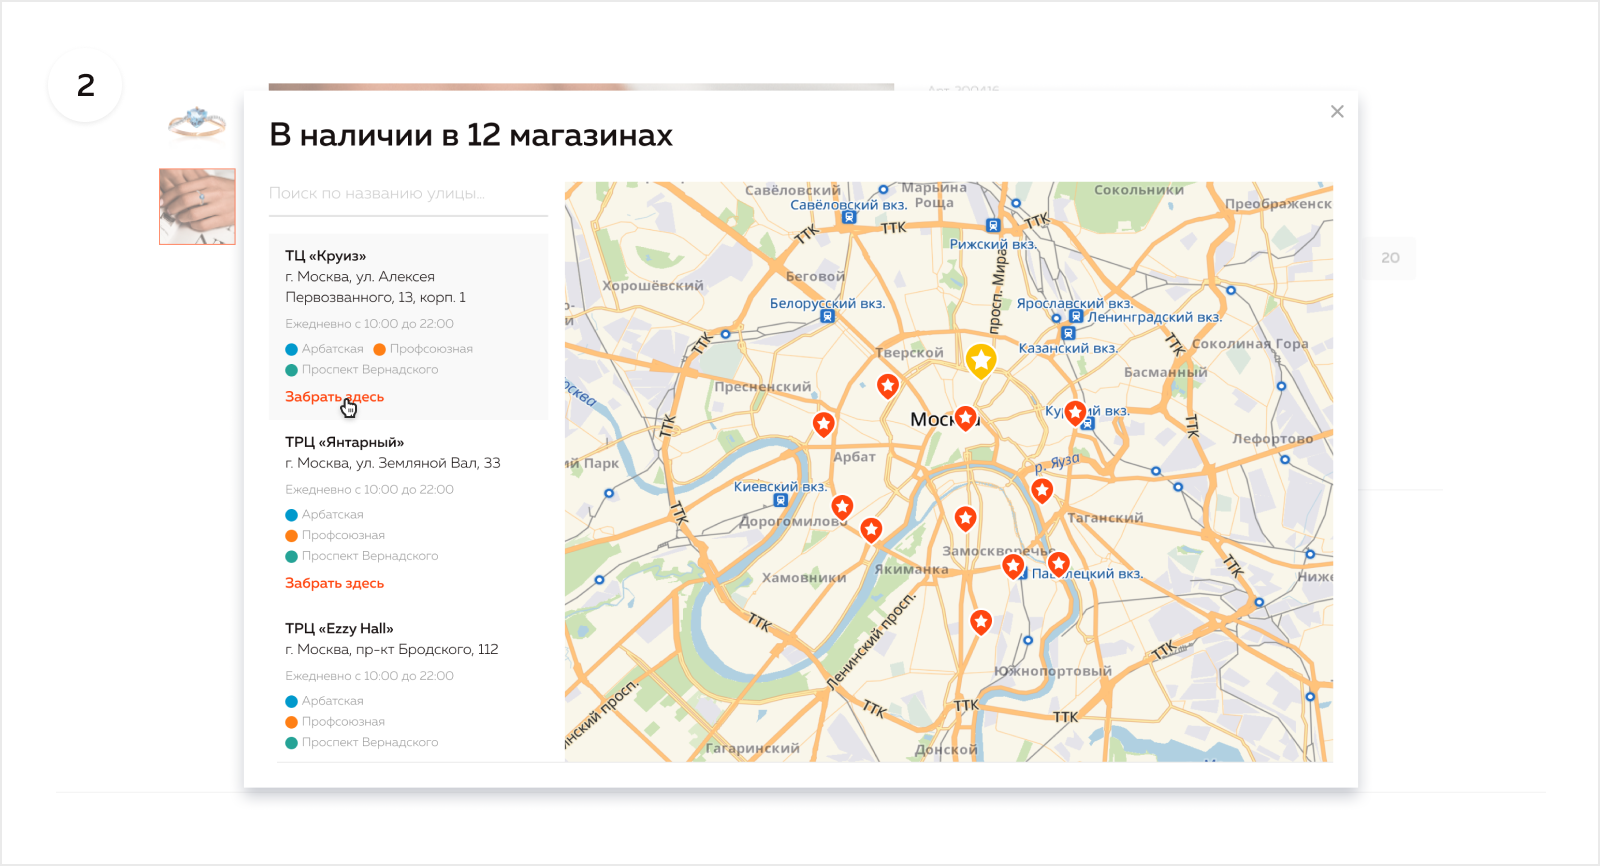 2
Арт. 200416
В наличии в 12 магазинах
Поиск по названию улицы...
ТЦ «Круиз»
г. Москва, ул. Алексея
Первозванного, 13, корп. 1
Ежедневно с 10:00 до 22:00
Арбатская Профсоюзная
Проспект Вернадского
Забрать здесь
ТРЦ «Янтарный»
г. Москва, ул. Земляной Вал, 33
Ежедневно с 10:00 до 22:00
Арбатская
Профсоюзная
Проспект Вернадского
Забрать здесь
ТРЦ «Ezzy Hall»
г. Москва, пр-кт Бродского, 112
Ежедневно с 10:00 до 22:00
Арбатская
Профсоюзная
Проспект Вернадского
Савёловский
Марьина
Роща
Сокольники
Савёловский вкз.
Преображенск
ТТК
ТТК
ТТК
Рижский вкз.
просп. Мира
Беговой
Хорошёвский
Белорусский вкз.
Ярославский вкз.
Ленинградский вкз.
Казанский вкз.
ТТК
Тверской
ТТК
Соколиная Гора
Басманный
Пресненский
Москва
вкз.
ТТК
ТТК
Лефортово
Арбат
ий Парк
р. Яуза
Киевский вкз.
ТТК
Дорогомилово
Таганский
Замоскворечье
Якиманка
Хамовники
вкз.
ТТК
Ниже
ТТК
Ленинский просп.
ТТК
Южнопортовый
инский просп.
ТТК
ТТК
ТТК
Гагаринский
Донской
20